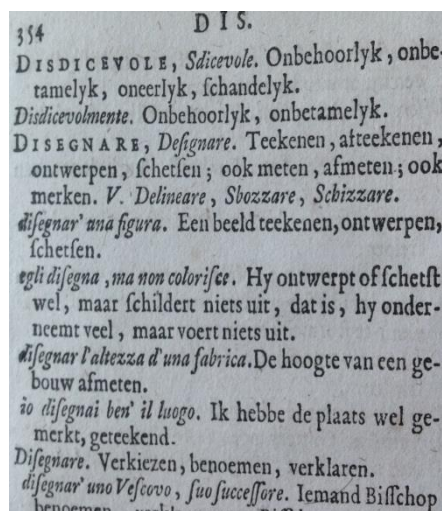 354
DIS.
DISDICEVOLE, Sdicevole. Onbehoorlyk, onbe-
tamelyk, oneerlyk, ſchandelyk.
Disdicevolmente. Onbehoorlyk, onbetamelyk.
DISEGNARE, Deſignare. Teekenen, afteekenen,
ontwerpen, ſchetſen; ook meten, afmeten; ook
merken. V. Delineare, Sbozzare, Schizzare.
diſegnar' una figura. Een beeld teekenen, ontwerpen,
ſchetſen.
egli diſegna, ma non coloriſce. Hy ontwerpt of ſchetſt
wel, maar ſchildert niets uit, dat is, hy onder-
neemt veel, maar voert niets uit.
diſegnar l'altezza d'una fabrica. De hoogte van een ge-
bouw afmeten.
io diſegnai ben' il luogo. Ik hebbe de plaats wel ge-
merkt, geteekend.
Diſegnare. Verkiezen, benoemen, verklaren.
diſegnar' uno Veſcovo, ſuo ſucceſſore. Iemand Biſſchop
benoemen